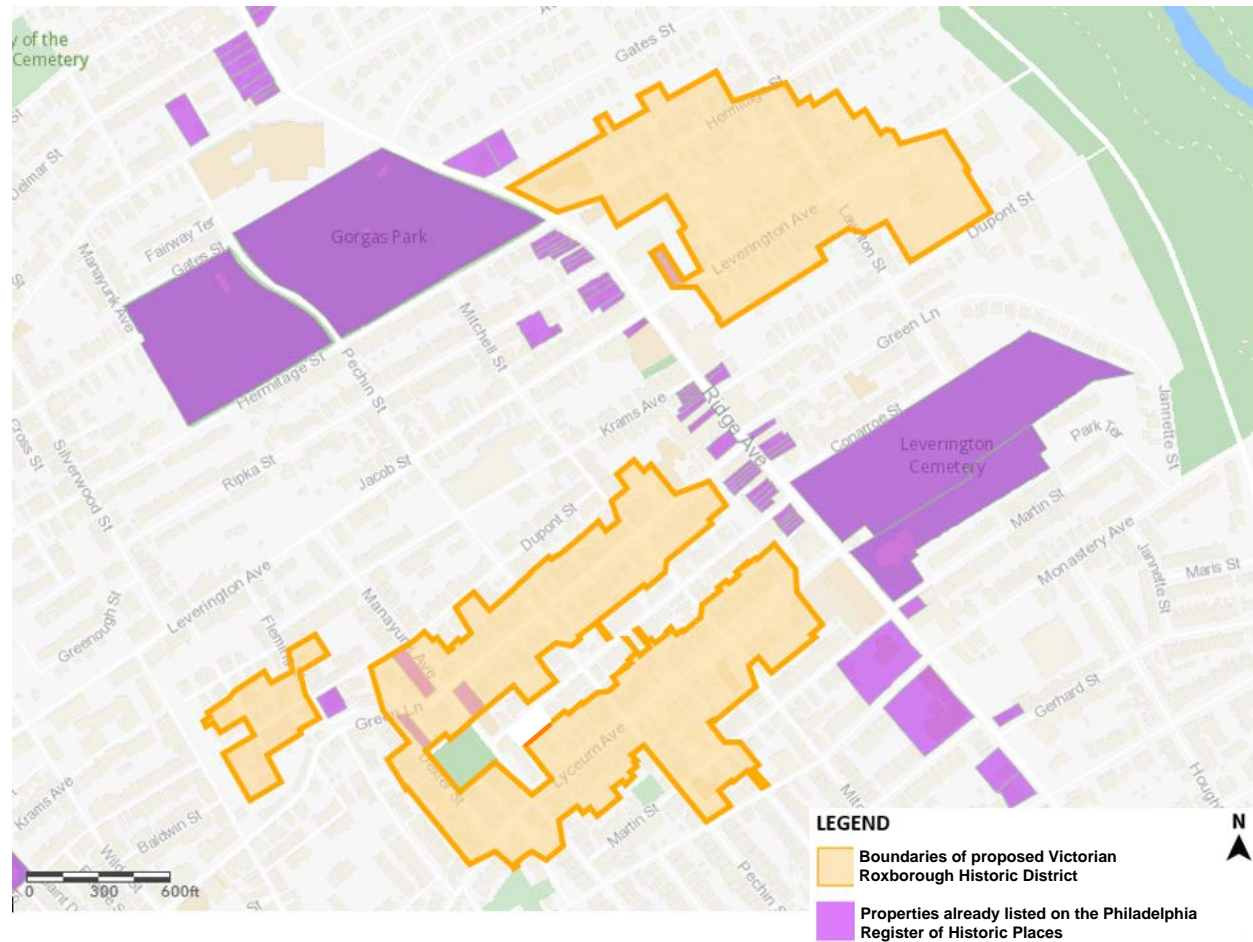 y of the
Cemetery
Gates St
Hermitage St
Delmar St
Fairway Ter
Gates St
Manayunk Ave
Gorgas Park
Leverington Ave
Dupont St
Mitchell St
Green Ln
Hermitage St
Pechin St
Ridge Ave
Krams Ave
Conarroe St
Leverington
Cemetery
Park Ter
Jannette St
cross St
Silverwood St
Ripka St
Jacob St
Dupont St
Martin St
Monastery Ave
Jannette St
Maris St
Leverington Ave
Greenough St
Fleming
Manayunk Ave
Green Ln
Gerhard St
Lyceum Ave
Dexter St
Martin St
Krams Ave
Baldwin St
Pechin St
Hough
0 300 600ft
LEGEND
N
Boundaries of proposed Victorian
Roxborough Historic District
Properties already listed on the Philadelphia
Register of Historic Places